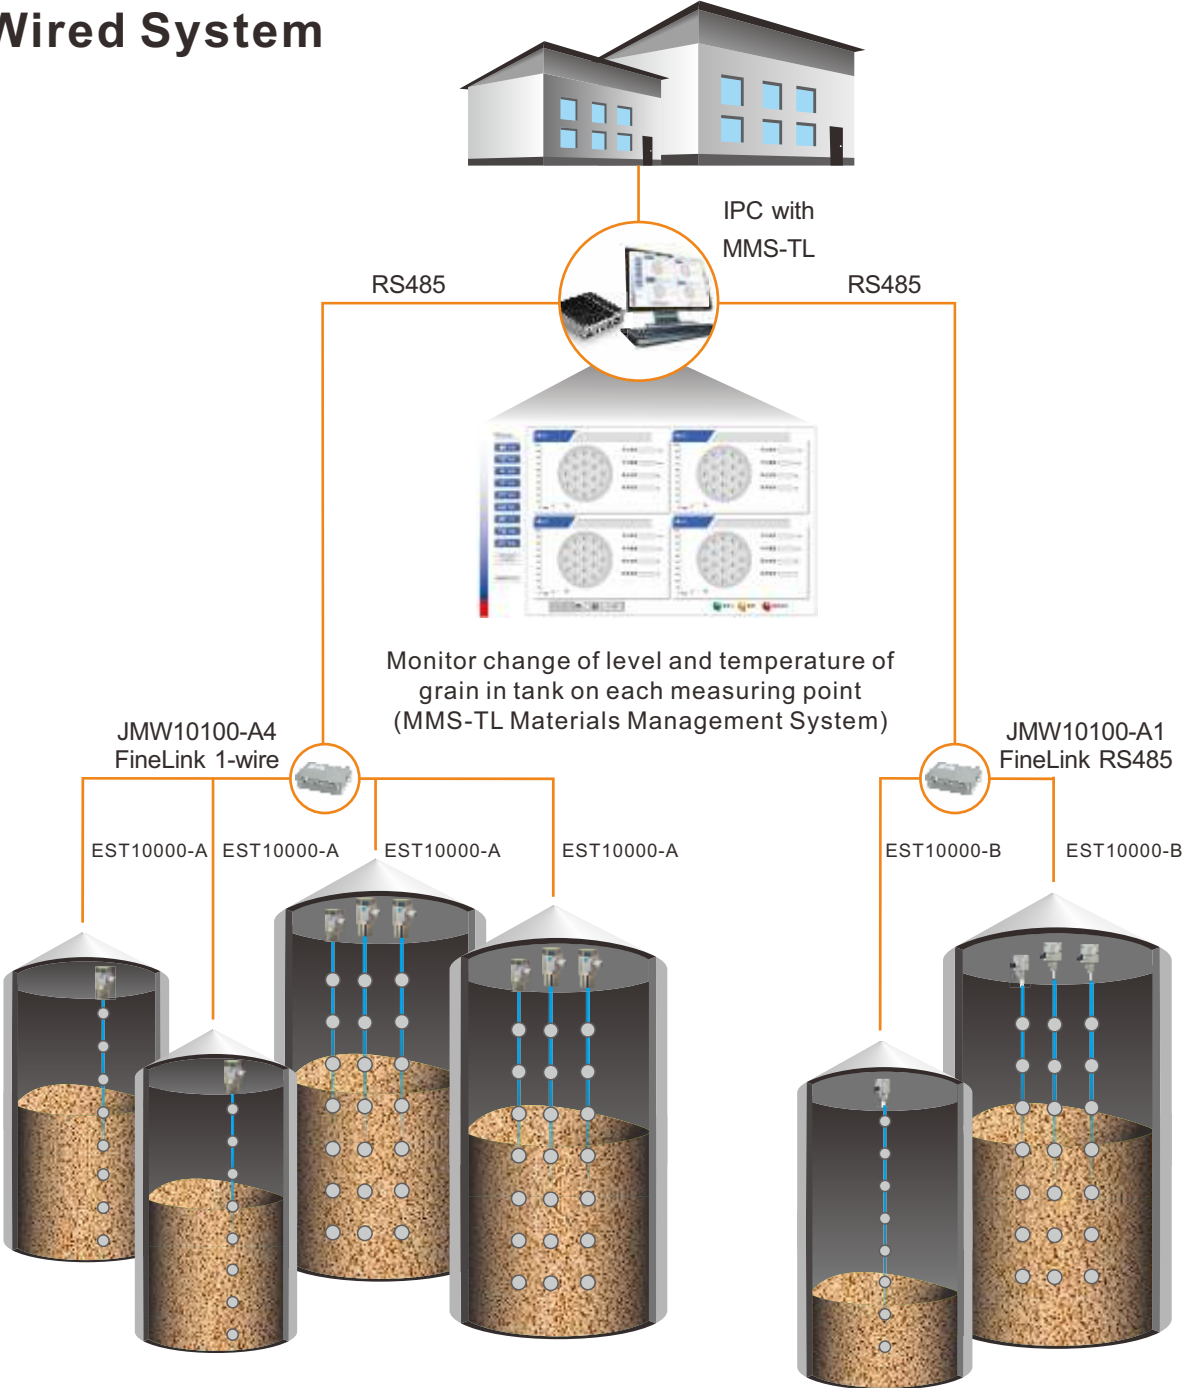 Wired System
IPC with
MMS-TL
RS485
RS485
Monitor change of level and temperature of
grain in tank on each measuring point
(MMS-TL Materials Management System)
JMW10100-A4
FineLink 1-wire
JMW10100-A1
FineLink RS485
EST10000-A
EST10000-A
EST10000-A
EST10000-A
EST10000-B
EST10000-B